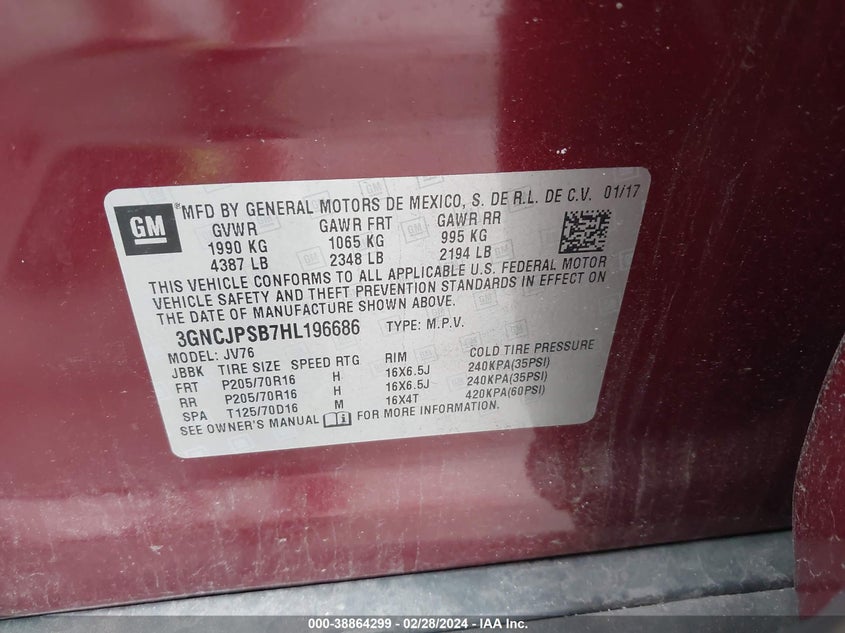 GM
® MFD BY GENERAL MOTORS DE MEXICO, S. DE R.L. DE C.V. 01/17
GVWR GAWR FRT GAWR RR
1990 KG 1065 KG 995 KG
4387 LB 2348 LB 2194 LB
THIS VEHICLE CONFORMS TO ALL APPLICABLE U.S. FEDERAL MOTOR
VEHICLE SAFETY AND THEFT PREVENTION STANDARDS IN EFFECT ON
THE DATE OF MANUFACTURE SHOWN ABOVE.
3GNCJPSB7HL196686 TYPE: M.P.V.
MODEL: JV76
JBBK TIRE SIZE SPEED RTG RIM COLD TIRE PRESSURE
FRT P205/70R16 H 16X6.5J 240KPA(35PSI)
RR P205/70R16 H 16X6.5J 240KPA(35PSI)
SPA T125/70D16 M 16X4T 420KPA(60PSI)
SEE OWNER'S MANUAL i FOR MORE INFORMATION.
000-38864299 - 02/28/2024 - IAA Inc.